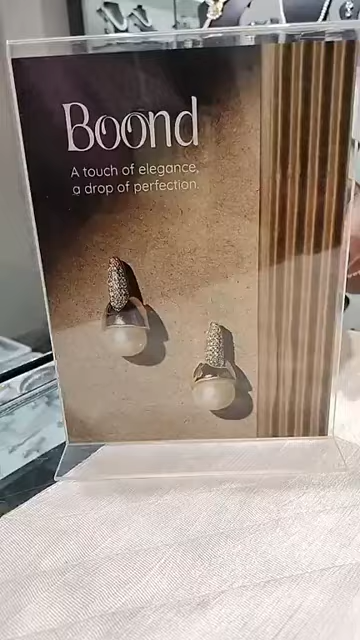 Boond
A touch of elegance,
a drop of perfection.